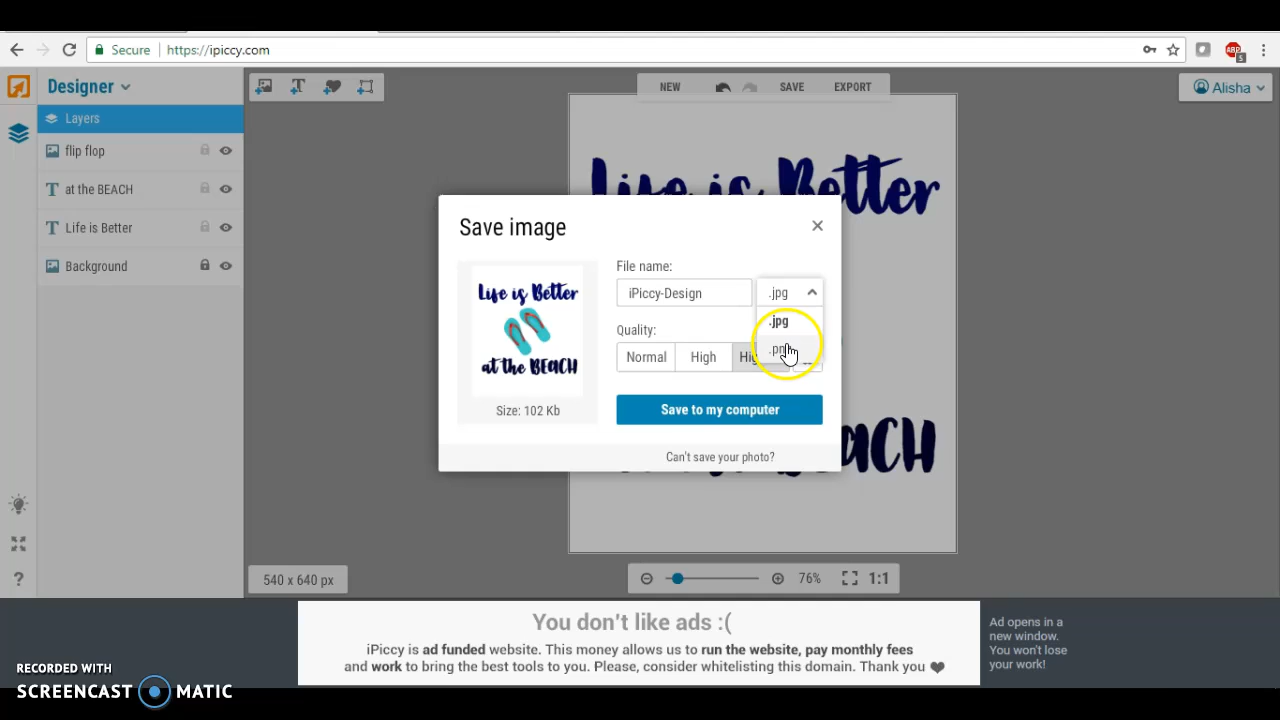 Secure https://ipiccy.com
Designer
NEW SAVE EXPORT
Alisha
Layers
flip flop
at the BEACH
Life is Better
Background
Life is Better
Save image
File name:
iPiccy-Design .jpg
.jpg
Quality:
Normal High
Life is Better
at the BEACH
Size: 102 Kb
Save to my computer
Can't save your photo?
BEACH
540 x 640 px
76% 1:1
You don't like ads :(
iPiccy is ad funded website. This money allows us to run the website, pay monthly fees
and work to bring the best tools to you. Please, consider whitelisting this domain. Thank you ❤
Ad opens in a
new window.
You won't lose
your work!
RECORDED WITH
SCREENCAST MATIC